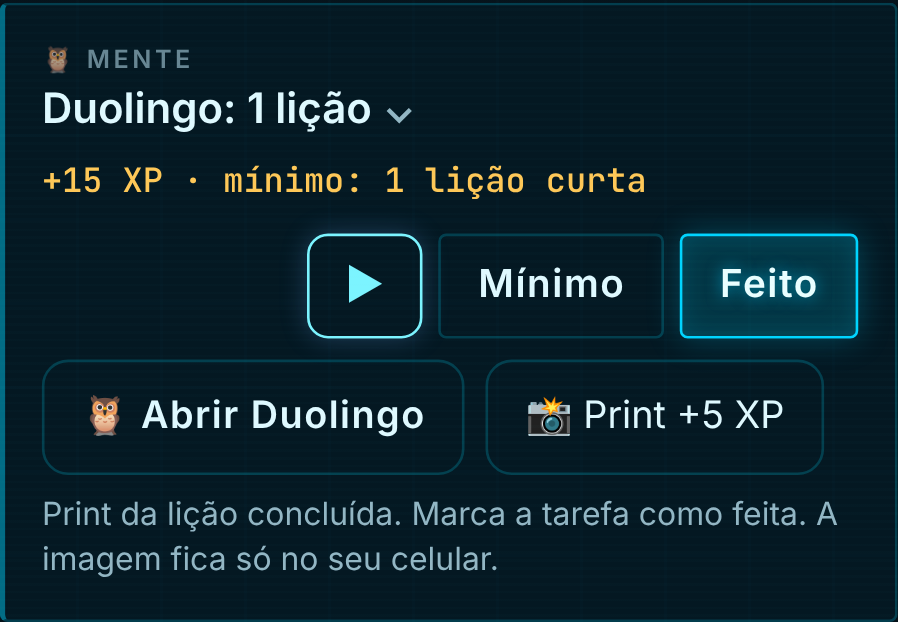 MENTE
Duolingo: 1 lição
+15 XP · mínimo: 1 lição curta
Mínimo
Feito
Abrir Duolingo
Print +5 XP
Print da lição concluída. Marca a tarefa como feita. A
imagem fica só no seu celular.